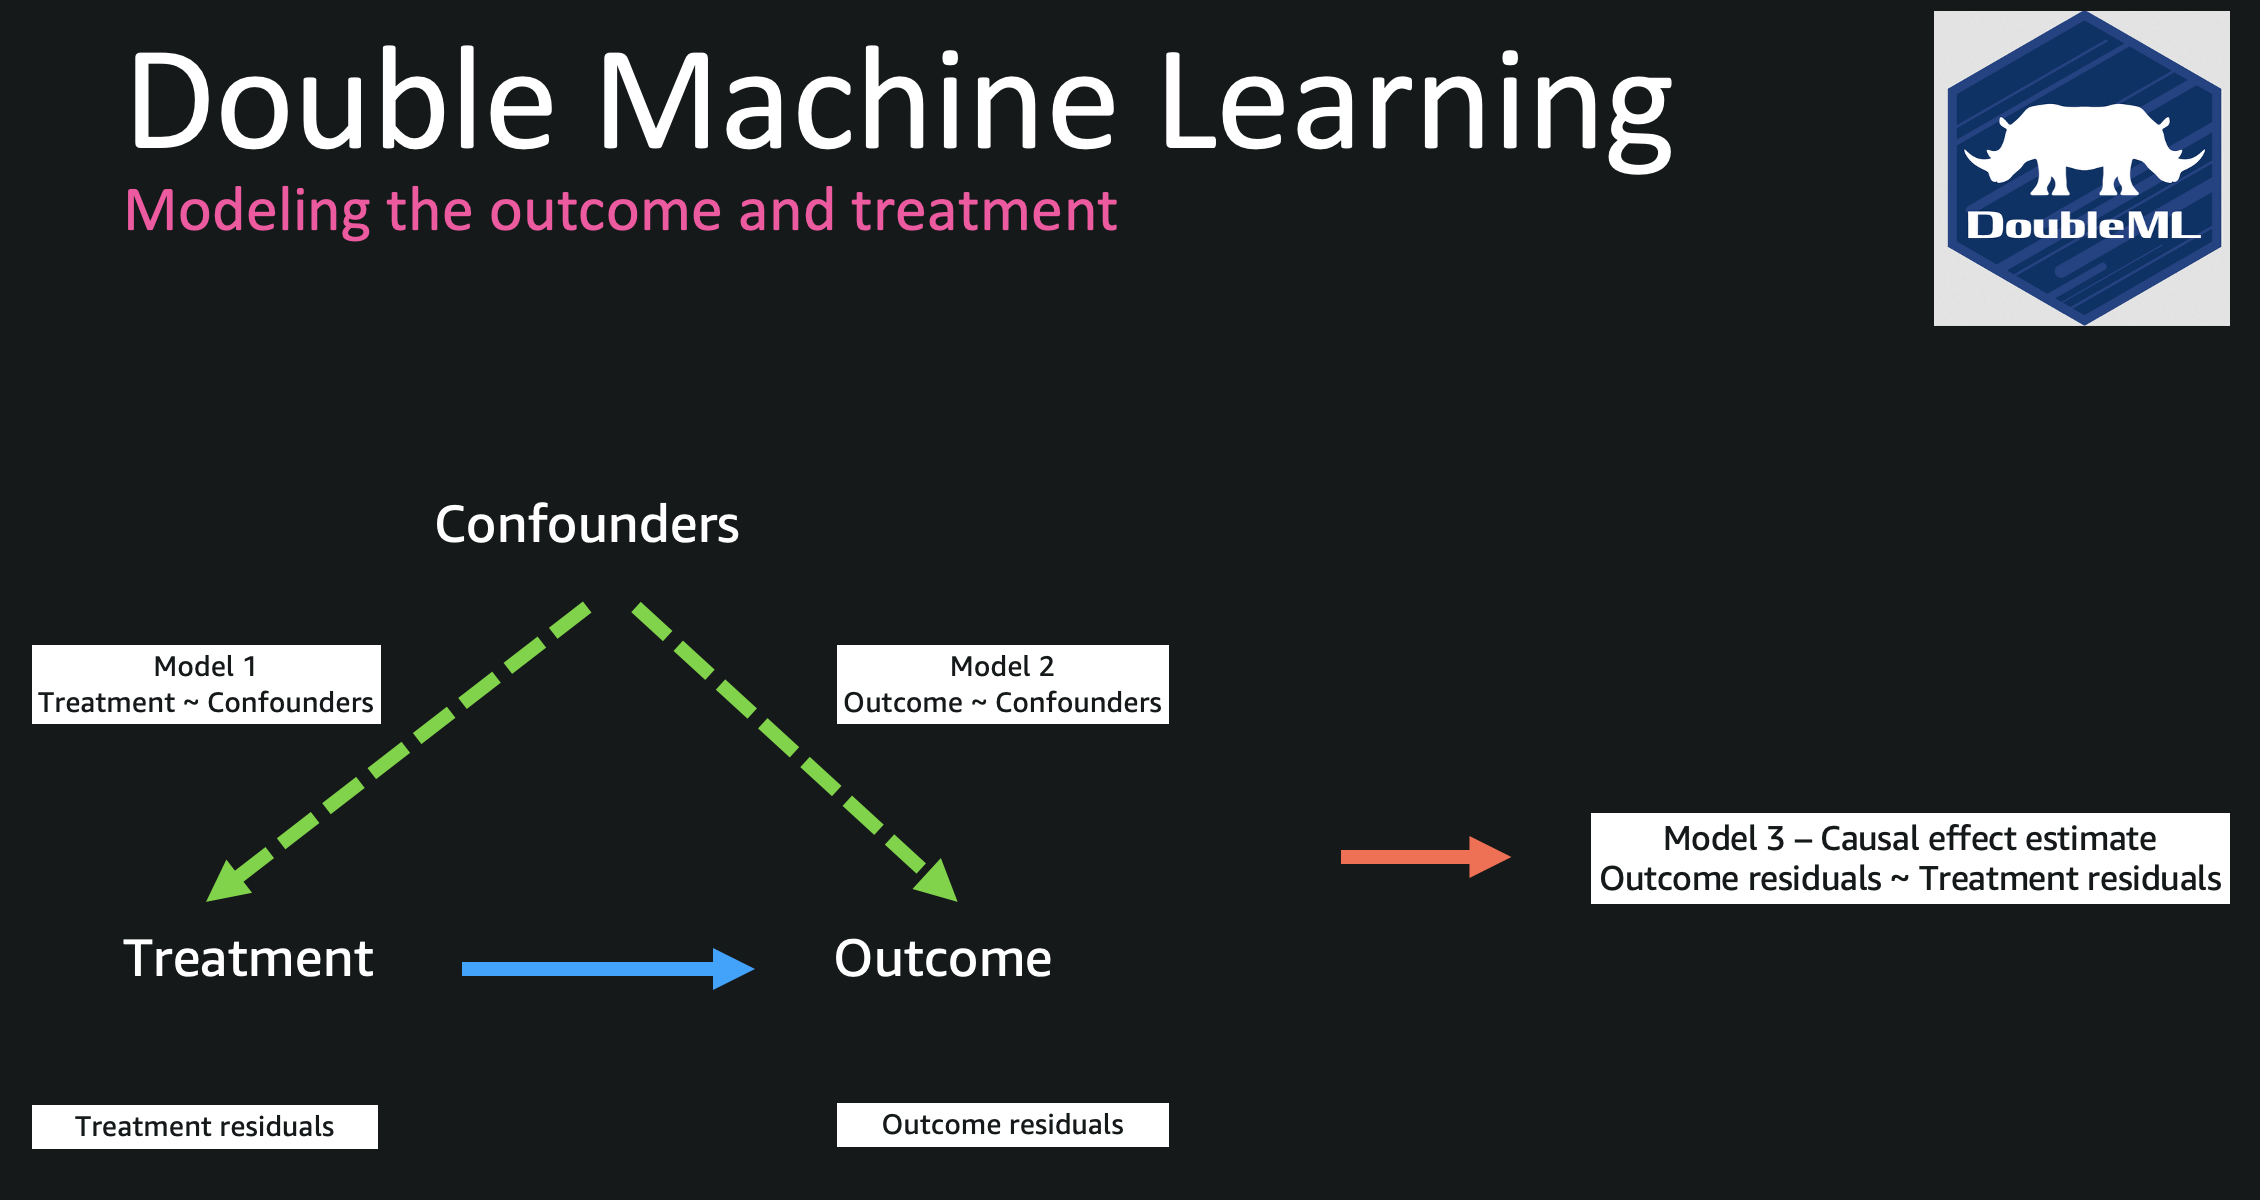 Double Machine Learning
Modeling the outcome and treatment
DoubleML
Confounders
Model 1
Treatment ~ Confounders
Model 2
Outcome ~ Confounders
Model 3 – Causal effect estimate
Outcome residuals ~ Treatment residuals
Treatment
Outcome
Treatment residuals
Outcome residuals